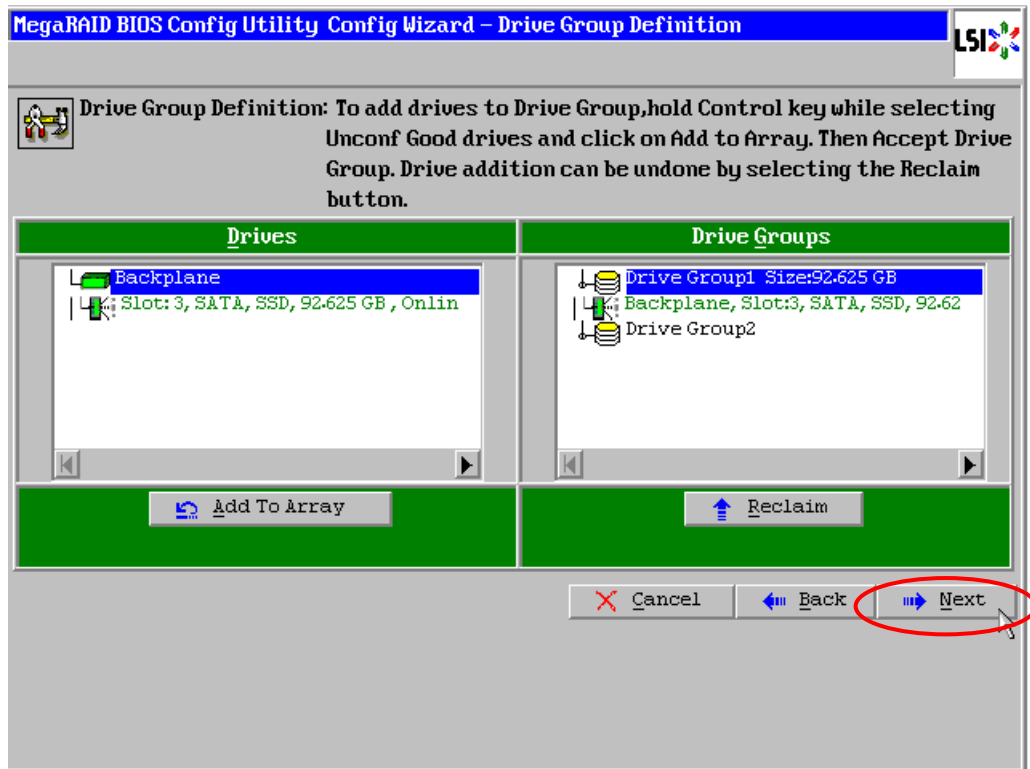 MegaRAID BIOS Config Utility Config Wizard – Drive Group Definition
LSI
Drive Group Definition: To add drives to Drive Group,hold Control key while selecting
Unconf Good drives and click on Add to Array. Then Accept Drive
Group. Drive addition can be undone by selecting the Reclaim
button.
Drives
Drive Groups
Backplane
Slot: 3, SATA, SSD, 92.625 GB , Onlin
Drive Group1 Size:92.625 GB
Backplane, Slot:3, SATA, SSD, 92.62
Drive Group2
Add To Array
Reclaim
Cancel
Back
Next